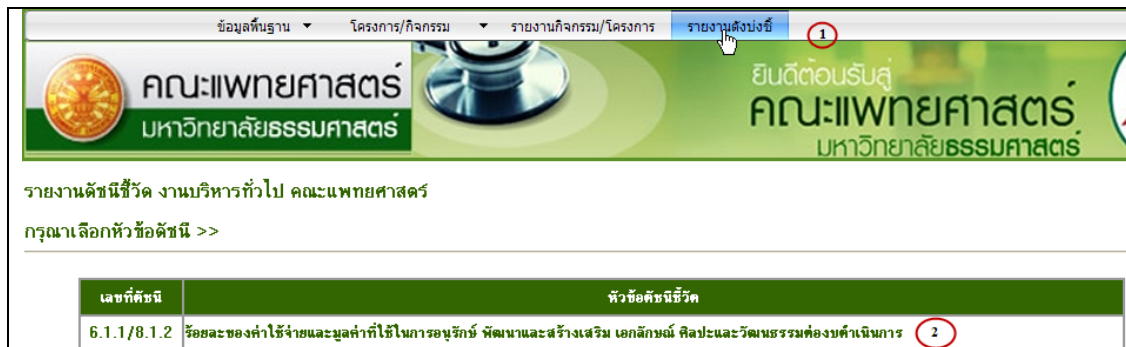 ข้อมูลพื้นฐาน โครงการ/กิจกรรม รายงานกิจกรรม/โครงการ รายงานตังบ่งชี้ 1
คณะแพทยศาสตร์
มหาวิทยาลัยธรรมศาสตร์
ยินดีต้อนรับสู่
คณะแพทยศาสตร์
มหาวิทยาลัยธรรมศาสตร์
รายงานดัชนีชี้วัด งานบริหารทั่วไป คณะแพทยศาสตร์
กรุณาเลือกหัวข้อดัชนี >>
เลขที่ดัชนี หัวข้อดัชนีชี้วัด
6.1.1/8.1.2 ร้อยละของค่าใช้จ่ายและมูลค่าที่ใช้ในการอนุรักษ์ พัฒนาและสร้างเสริม เอกลักษณ์ ศิลปะและวัฒนธรรมต่องบดำเนินการ 2